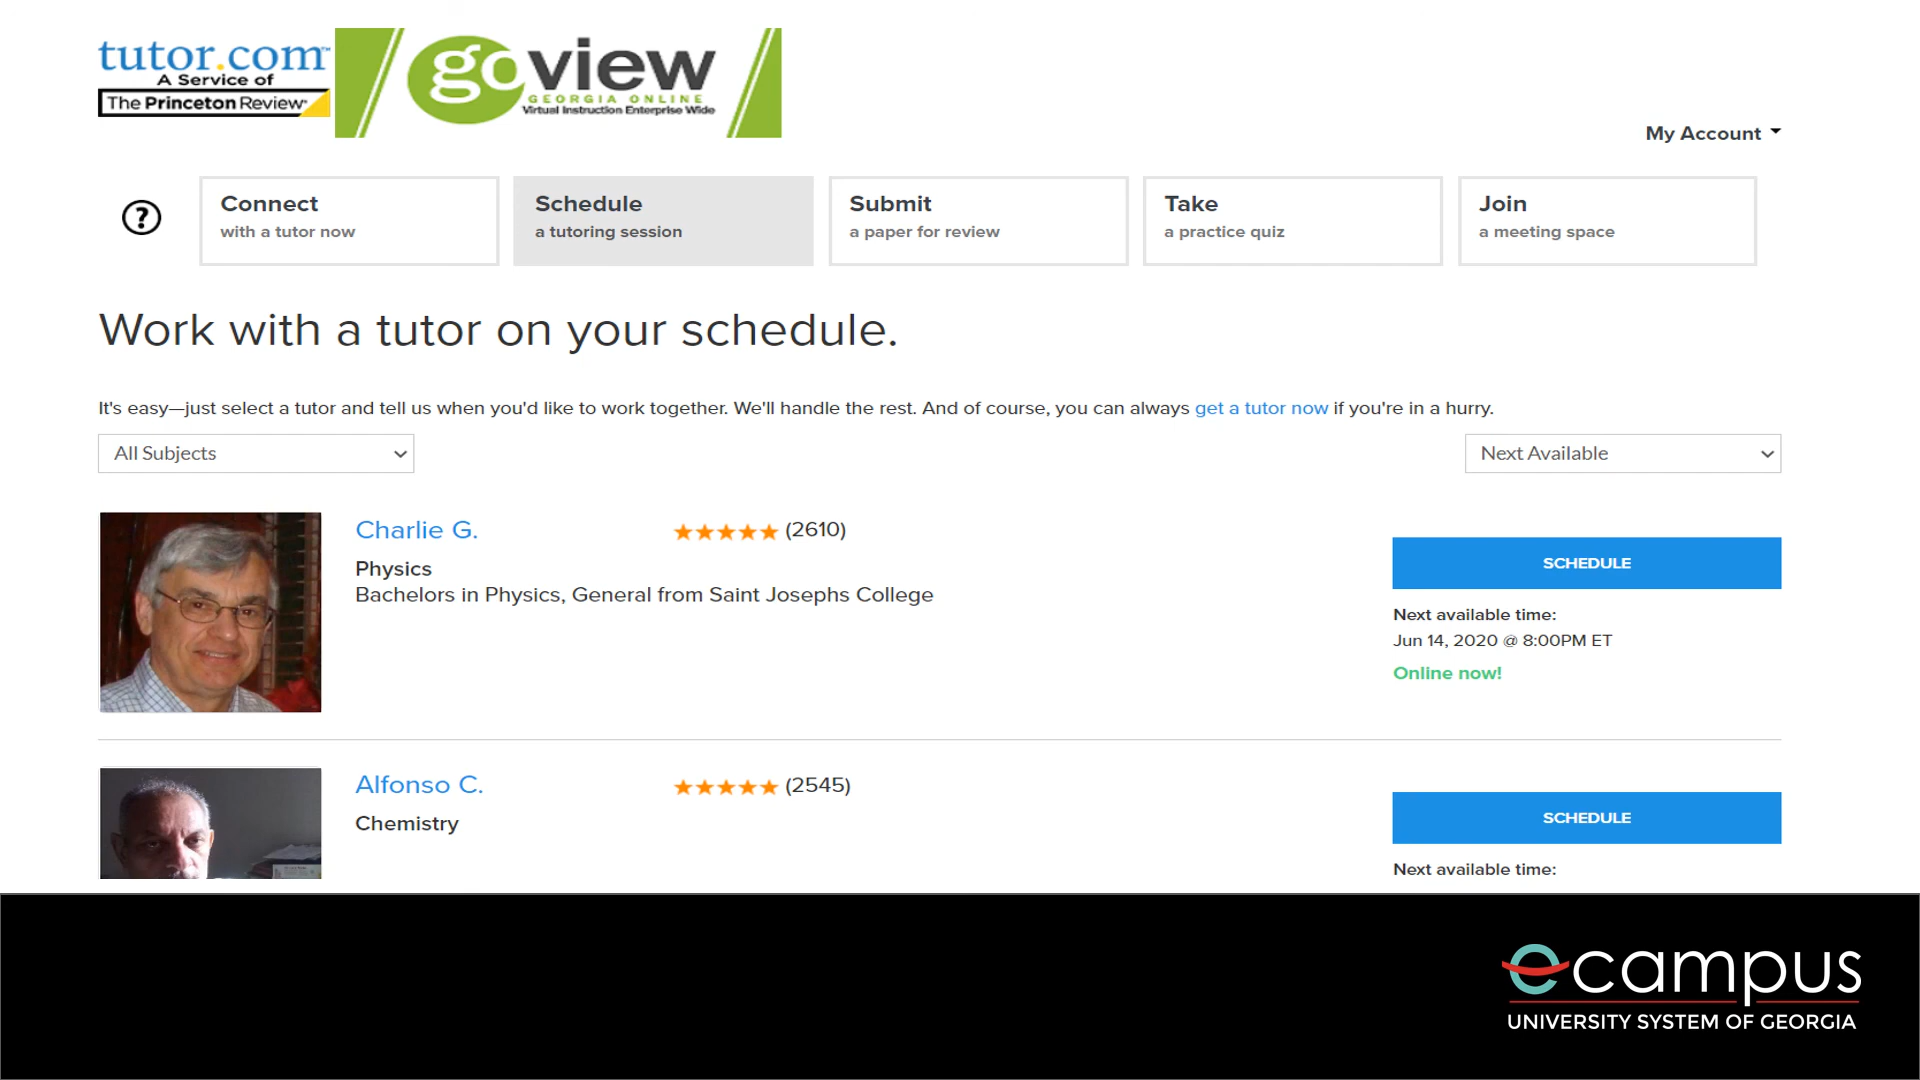 tutor.com
A Service of
The Princeton Review
goview
GEORGIA ONLINE
Virtual Instruction Enterprise Wide
My Account
?
Connect
with a tutor now
Schedule
a tutoring session
Submit
a paper for review
Take
a practice quiz
Join
a meeting space
Work with a tutor on your schedule.
It's easy—just select a tutor and tell us when you'd like to work together. We'll handle the rest. And of course, you can always get a tutor now if you're in a hurry.
All Subjects
Next Available
Charlie G.
(2610)
Physics
Bachelors in Physics, General from Saint Josephs College
SCHEDULE
Next available time:
Jun 14, 2020 @ 8:00PM ET
Online now!
Alfonso C.
(2545)
Chemistry
SCHEDULE
Next available time:
ecampus
UNIVERSITY SYSTEM OF GEORGIA